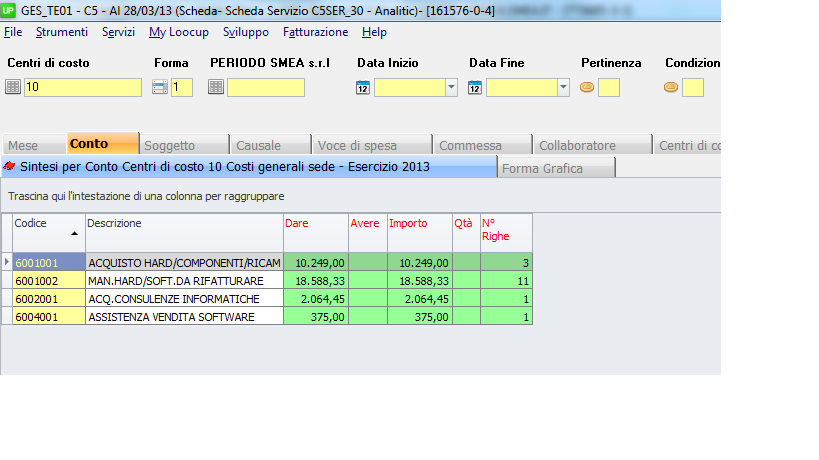 UP GES_TE01 - C5 - Al 28/03/13 (Scheda- Scheda Servizio C5SER_30 - Analitic)- [161576-0-4]
File Strumenti Servizi My Loocup Sviluppo Fatturazione Help
Centri di costo Forma PERIODO SMEA s.r.l Data Inizio Data Fine Pertinenza Condizion
10 1 12 12
Mese Conto Soggetto Causale Voce di spesa Commessa Collaboratore Centri di co
Sintesi per Conto Centri di costo 10 Costi generali sede - Esercizio 2013 Forma Grafica
Trascina qui l'intestazione di una colonna per raggruppare
Codice Descrizione Dare Avere Importo Qtà N°
Righe
6001001 ACQUISTO HARD/COMPONENTI/RICAM 10.249,00 10.249,00 3
6001002 MAN.HARD/SOFT.DA RIFATTURARE 18.588,33 18.588,33 11
6002001 ACQ.CONSULENZE INFORMATICHE 2.064,45 2.064,45 1
6004001 ASSISTENZA VENDITA SOFTWARE 375,00 375,00 1